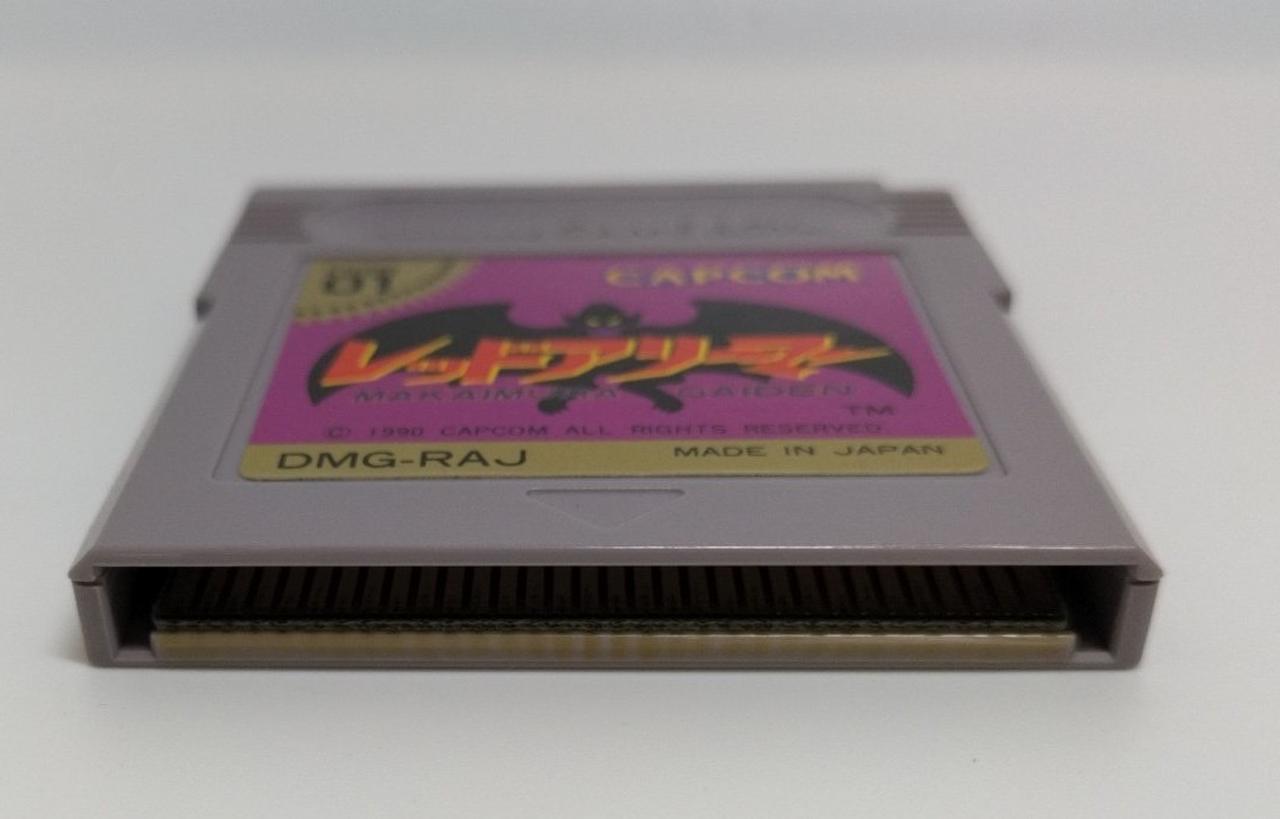 01
CAPCOM
レッドアリーマー
MAKAIMURA GAIDEN
TM
© 1990 CAPCOM ALL RIGHTS RESERVED.
DMG-RAJ
MADE IN JAPAN